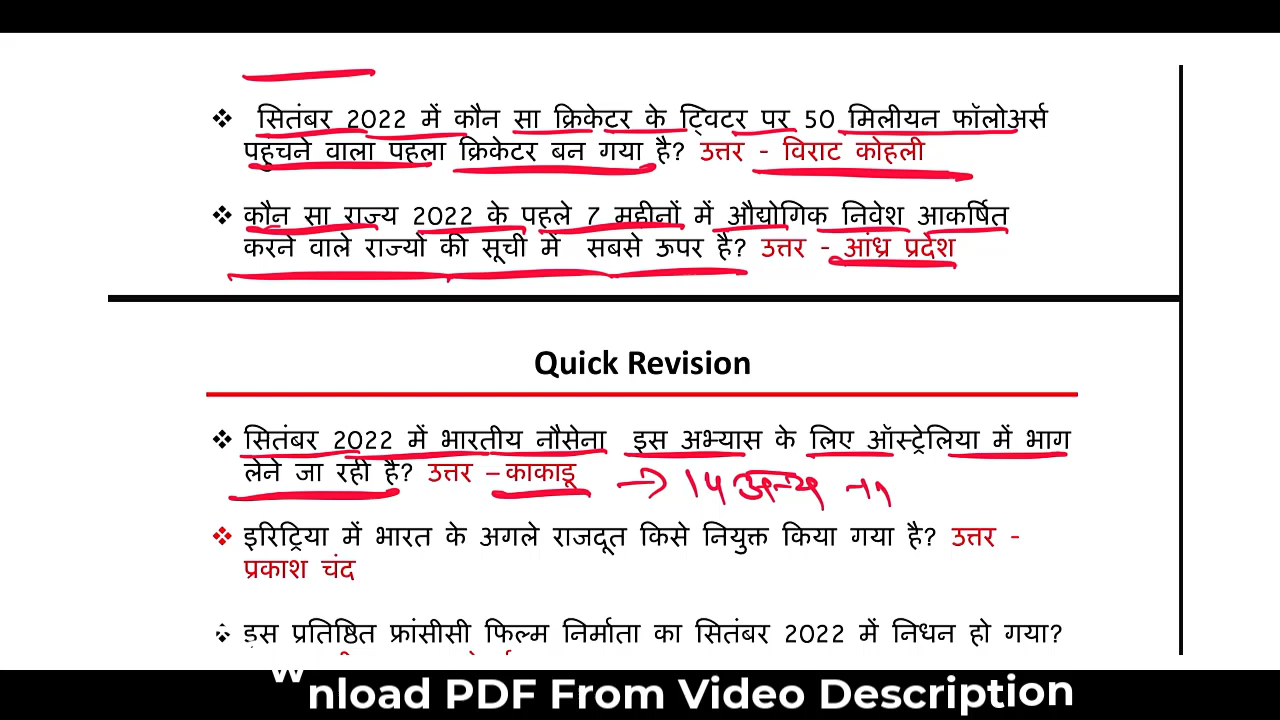 ❖ सितंबर 2022 में कौन सा क्रिकेटर के ट्विटर पर 50 मिलीयन फॉलोअर्स
पहुचने वाला पहला क्रिकेटर बन गया है? उत्तर - विराट कोहली
❖ कौन सा राज्य 2022 के पहले 7 महीनों में औद्योगिक निवेश आकर्षित
करने वाले राज्यों की सूची में सबसे ऊपर है? उत्तर - आंध्र प्रदेश
Quick Revision
❖ सितंबर 2022 में भारतीय नौसेना इस अभ्यास के लिए ऑस्ट्रेलिया में भाग
लेने जा रही है? उत्तर – काकाडू → 14
❖ इरिट्रिया में भारत के अगले राजदूत किसे नियुक्त किया गया है? उत्तर -
प्रकाश चंद
❖ इस प्रतिष्ठित फ्रांसीसी फिल्म निर्माता का सितंबर 2022 में निधन हो गया?
wnload PDF From Video Description